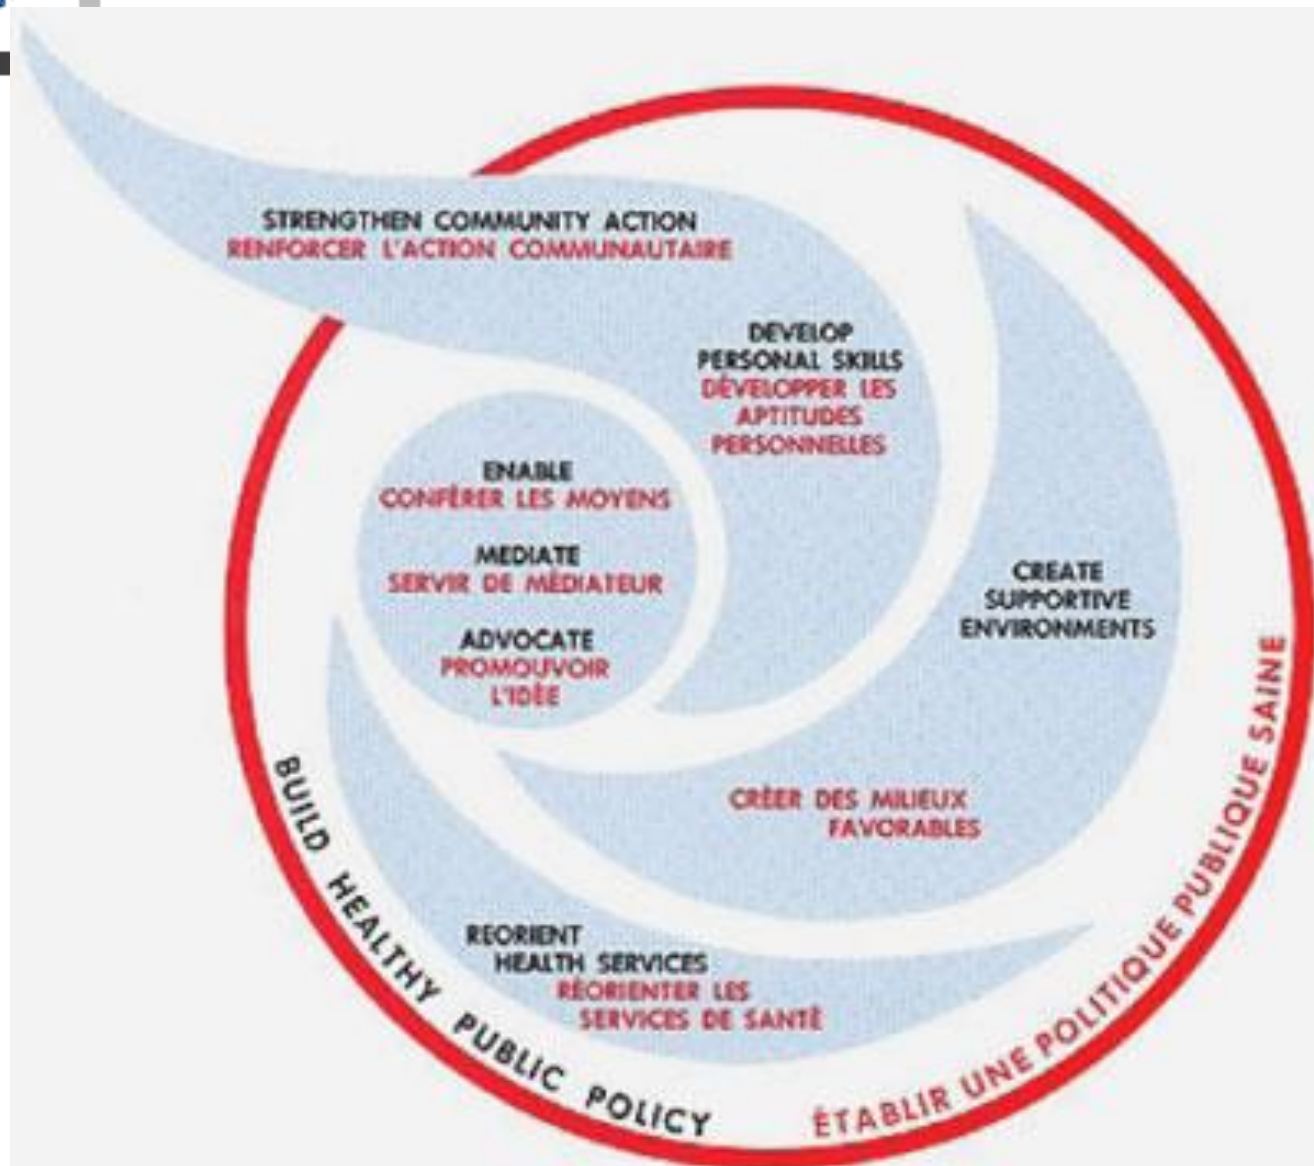 STRENGTHEN COMMUNITY ACTION
RENFORCER L'ACTION COMMUNAUTAIRE
DEVELOP
PERSONAL SKILLS
DÉVELOPPER LES
APTITUDES
PERSONNELLES
ENABLE
CONFÉRER LES MOYENS
MEDIATE
SERVIR DE MÉDIATEUR
ADVOCATE
PROMOUVOIR
L'IDÉE
CREATE
SUPPORTIVE
ENVIRONMENTS
CRÉER DES MILIEUX
FAVORABLES
REORIENT
HEALTH SERVICES
RÉORIENTER LES
SERVICES DE SANTÉ
BUILD HEALTHY PUBLIC POLICY
ÉTABLIR UNE POLITIQUE PUBLIQUE SAINE